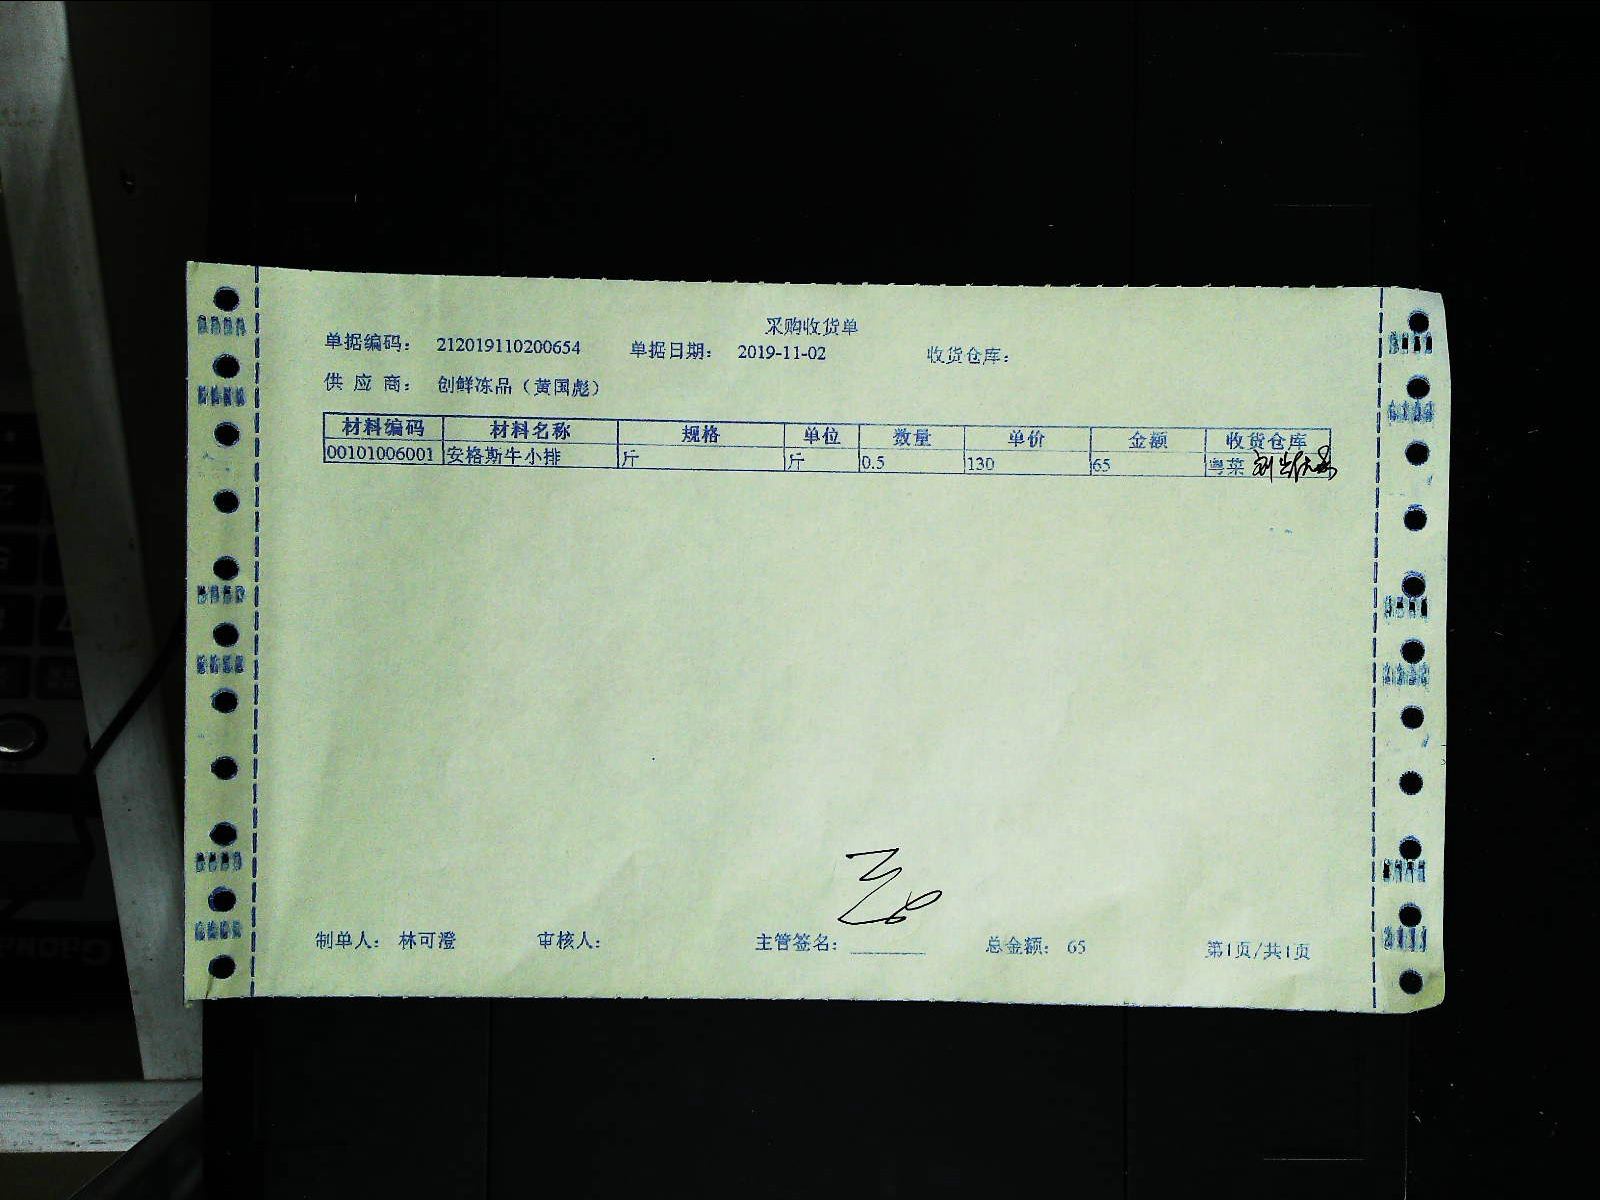 采购收货单
单据编码： 212019110200654 单据日期： 2019-11-02 收货仓库：
供 应 商： 创鲜冻品（黄国彪）
材料编码 材料名称 规格 单位 数量 单价 金额 收货仓库
00101006001 安格斯牛小排 斤 斤 0.5 130 65 粤菜
制单人： 林可澄 审核人： 主管签名： 总金额： 65 第1页/共1页